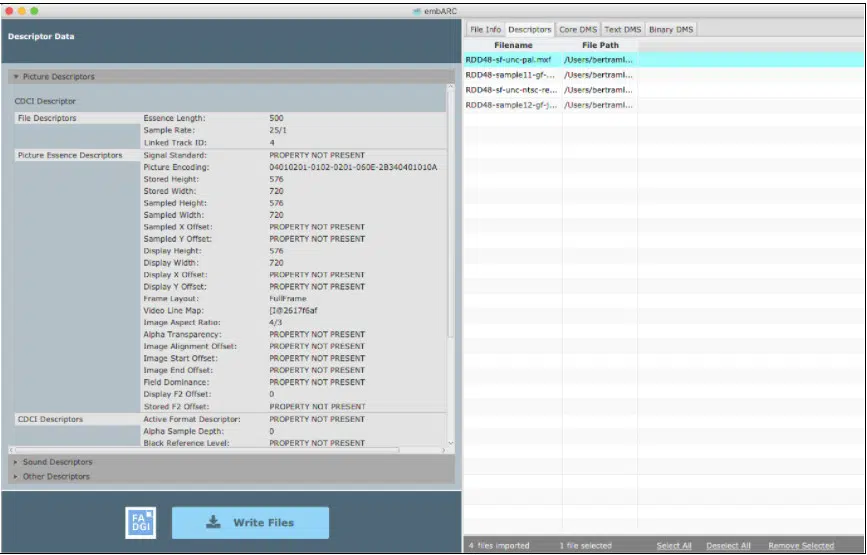 embARC
Descriptor Data
Picture Descriptors
CDCI Descriptor
File Descriptors Essence Length: 500
Sample Rate: 25/1
Linked Track ID: 4
Picture Essence Descriptors Signal Standard: PROPERTY NOT PRESENT
Picture Encoding: 04010201-0102-0201-060E-2B340401010A
Stored Height: 576
Stored Width: 720
Sampled Height: 576
Sampled Width: 720
Sampled X Offset: PROPERTY NOT PRESENT
Sampled Y Offset: PROPERTY NOT PRESENT
Display Height: 576
Display Width: 720
Display X Offset: PROPERTY NOT PRESENT
Display Y Offset: PROPERTY NOT PRESENT
Frame Layout: FullFrame
Video Line Map: [I@2617f6af
Image Aspect Ratio: 4/3
Alpha Transparency: PROPERTY NOT PRESENT
Image Alignment Offset: PROPERTY NOT PRESENT
Image Start Offset: PROPERTY NOT PRESENT
Image End Offset: PROPERTY NOT PRESENT
Field Dominance: PROPERTY NOT PRESENT
Display F2 Offset: 0
Stored F2 Offset: PROPERTY NOT PRESENT
CDCI Descriptors Active Format Descriptor: PROPERTY NOT PRESENT
Alpha Sample Depth: 0
Black Reference Level: PROPERTY NOT PRESENT
Sound Descriptors
Other Descriptors
FADGI
Write Files
File Info Descriptors Core DMS Text DMS Binary DMS
Filename File Path
RDD48-sf-unc-pal.mxf /Users/bertraml...
RDD48-sample11-gf-... /Users/bertraml...
RDD48-sf-unc-ntsc-re... /Users/bertraml...
RDD48-sample12-gf-j... /Users/bertraml...
4 files imported 1 file selected Select All Deselect All Remove Selected